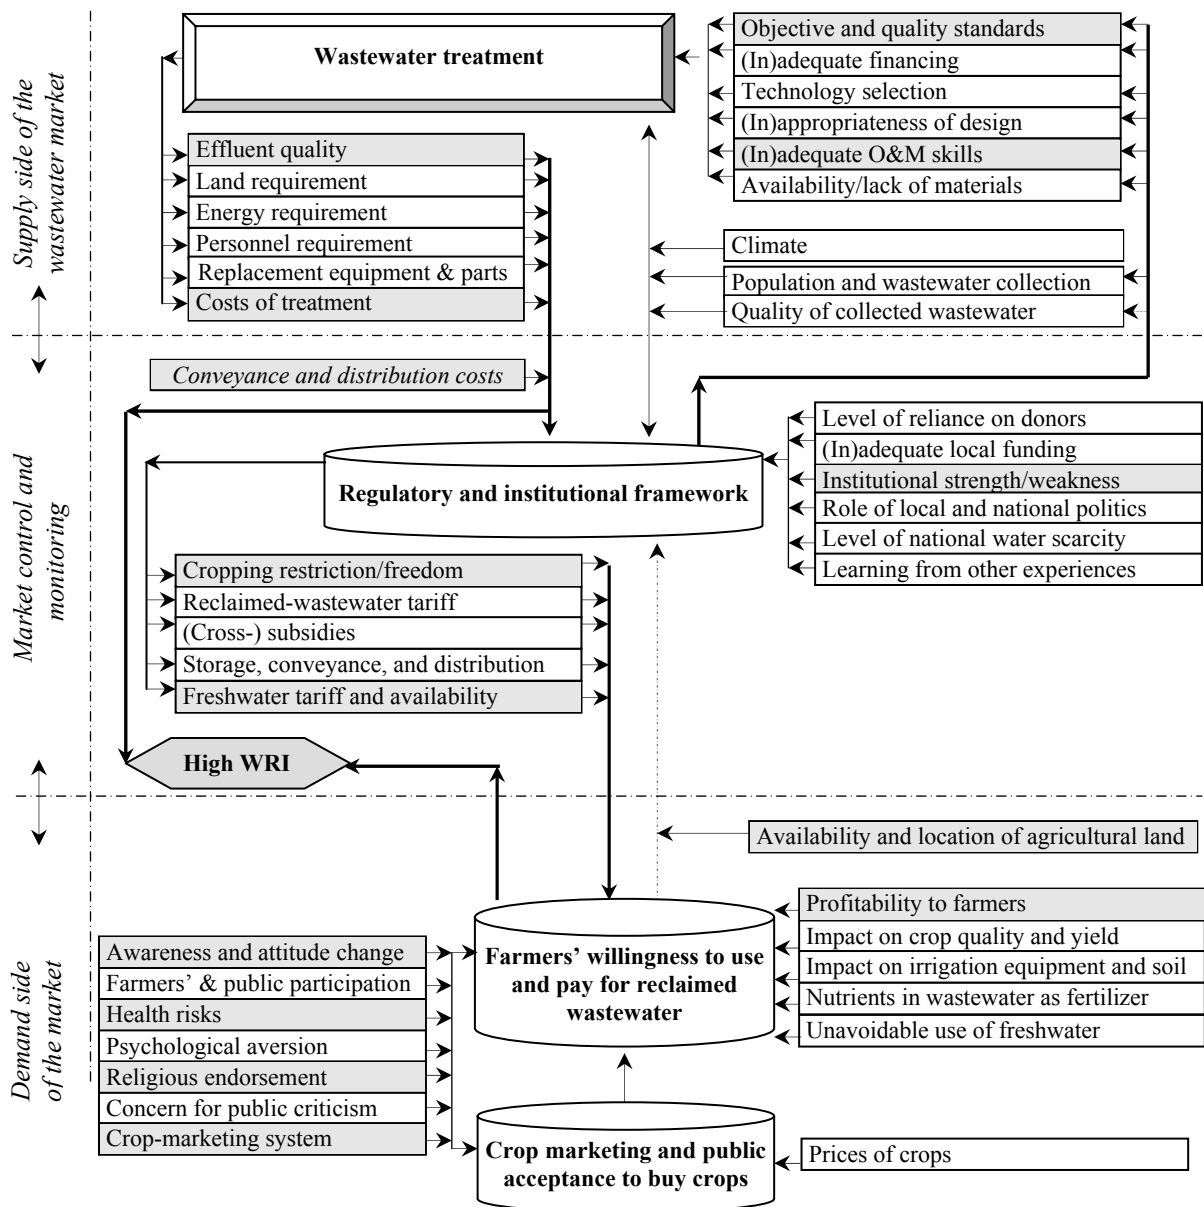 Supply side of the
wastewater market
Wastewater treatment
Objective and quality standards
(In)adequate financing
Technology selection
(In)appropriateness of design
(In)adequate O&M skills
Availability/lack of materials
Effluent quality
Land requirement
Energy requirement
Personnel requirement
Replacement equipment & parts
Costs of treatment
Climate
Population and wastewater collection
Quality of collected wastewater
Market control and
monitoring
Conveyance and distribution costs
Regulatory and institutional framework
Level of reliance on donors
(In)adequate local funding
Institutional strength/weakness
Role of local and national politics
Level of national water scarcity
Learning from other experiences
Cropping restriction/freedom
Reclaimed-wastewater tariff
(Cross-) subsidies
Storage, conveyance, and distribution
Freshwater tariff and availability
High WRI
Demand side
of the market
Availability and location of agricultural land
Farmers’ willingness to use
and pay for reclaimed
wastewater
Profitability to farmers
Impact on crop quality and yield
Impact on irrigation equipment and soil
Nutrients in wastewater as fertilizer
Unavoidable use of freshwater
Awareness and attitude change
Farmers’ & public participation
Health risks
Psychological aversion
Religious endorsement
Concern for public criticism
Crop-marketing system
Crop marketing and public
acceptance to buy crops
Prices of crops